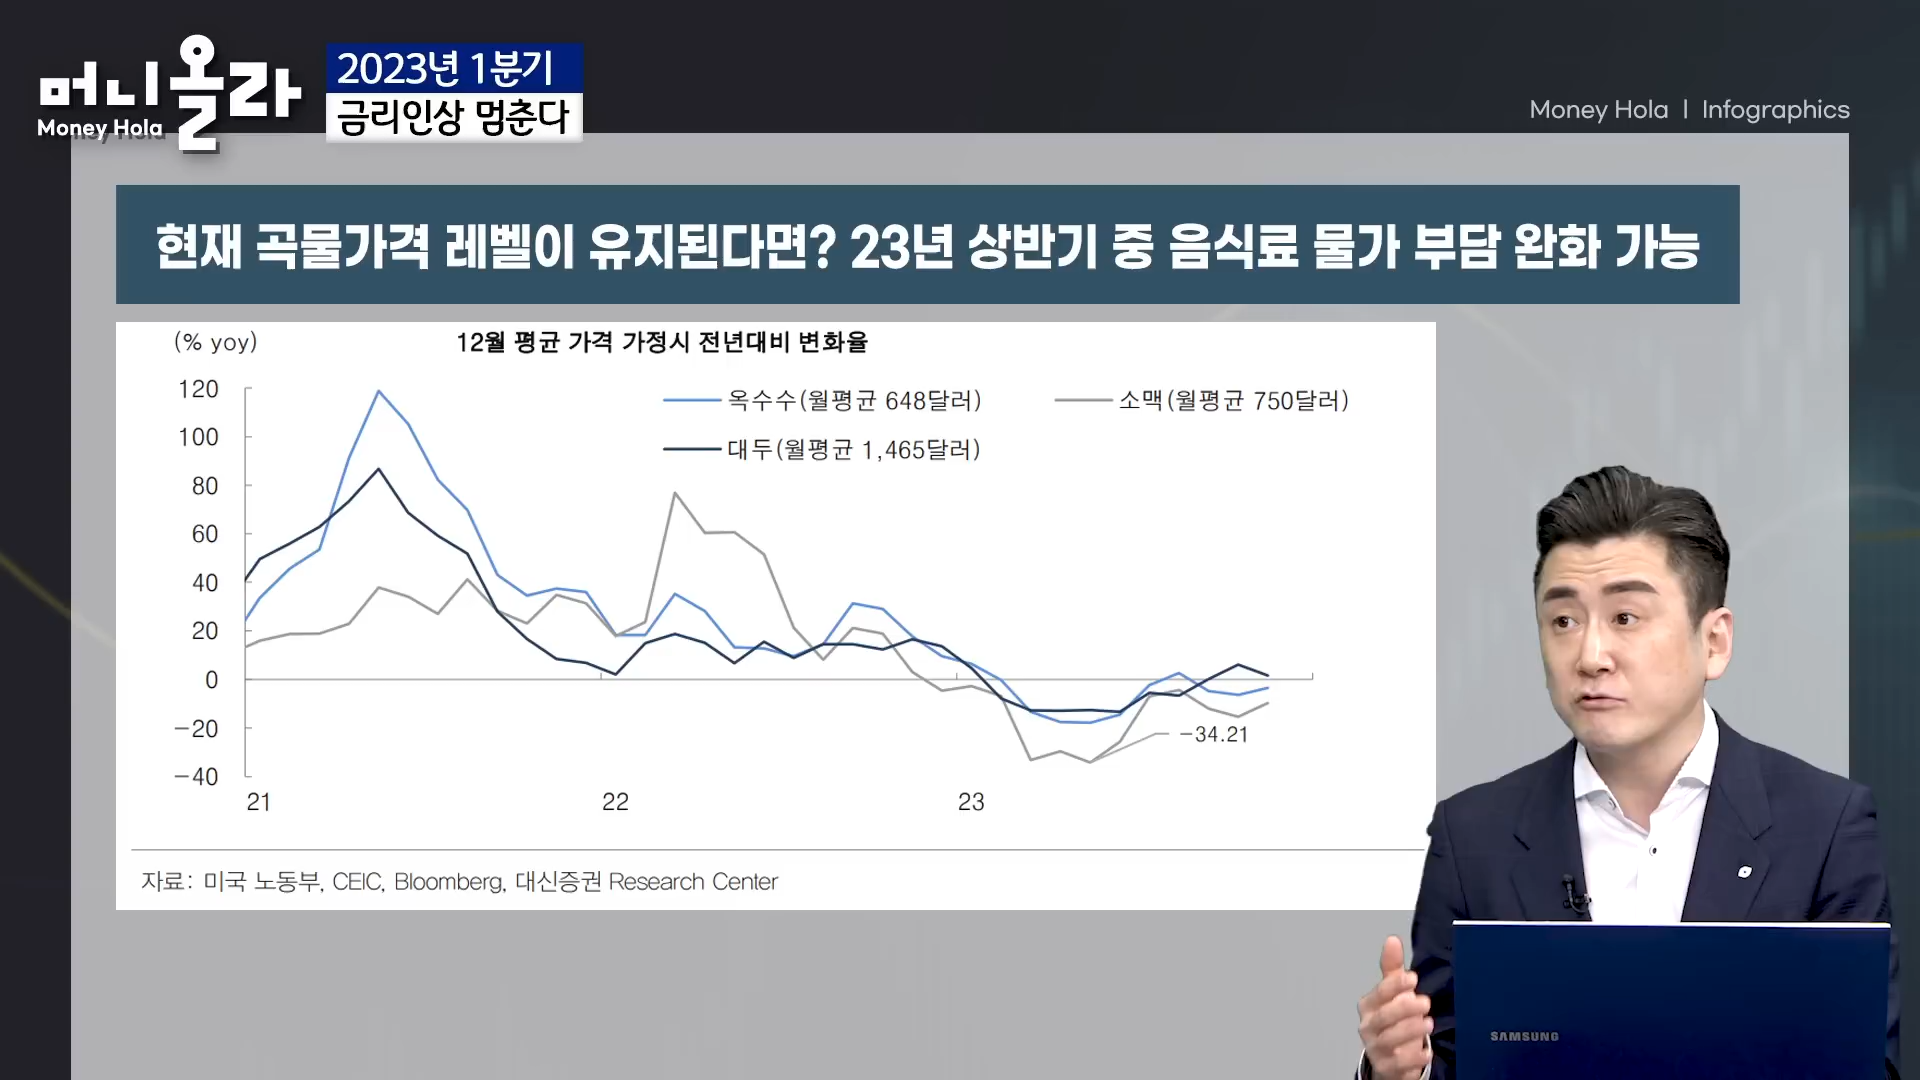 머니올라
Money Hola
2023년 1분기
금리인상 멈춘다
Money Hola | Infographics
현재 곡물가격 레벨이 유지된다면? 23년 상반기 중 음식료 물가 부담 완화 가능
(% yoy)
12월 평균 가격 가정시 전년대비 변화율
옥수수(월평균 648달러)
소맥(월평균 750달러)
대두(월평균 1,465달러)
120
100
80
60
40
20
0
-20
-40
-34.21
21
22
23
자료: 미국 노동부, CEIC, Bloomberg, 대신증권 Research Center
SAMSUNG